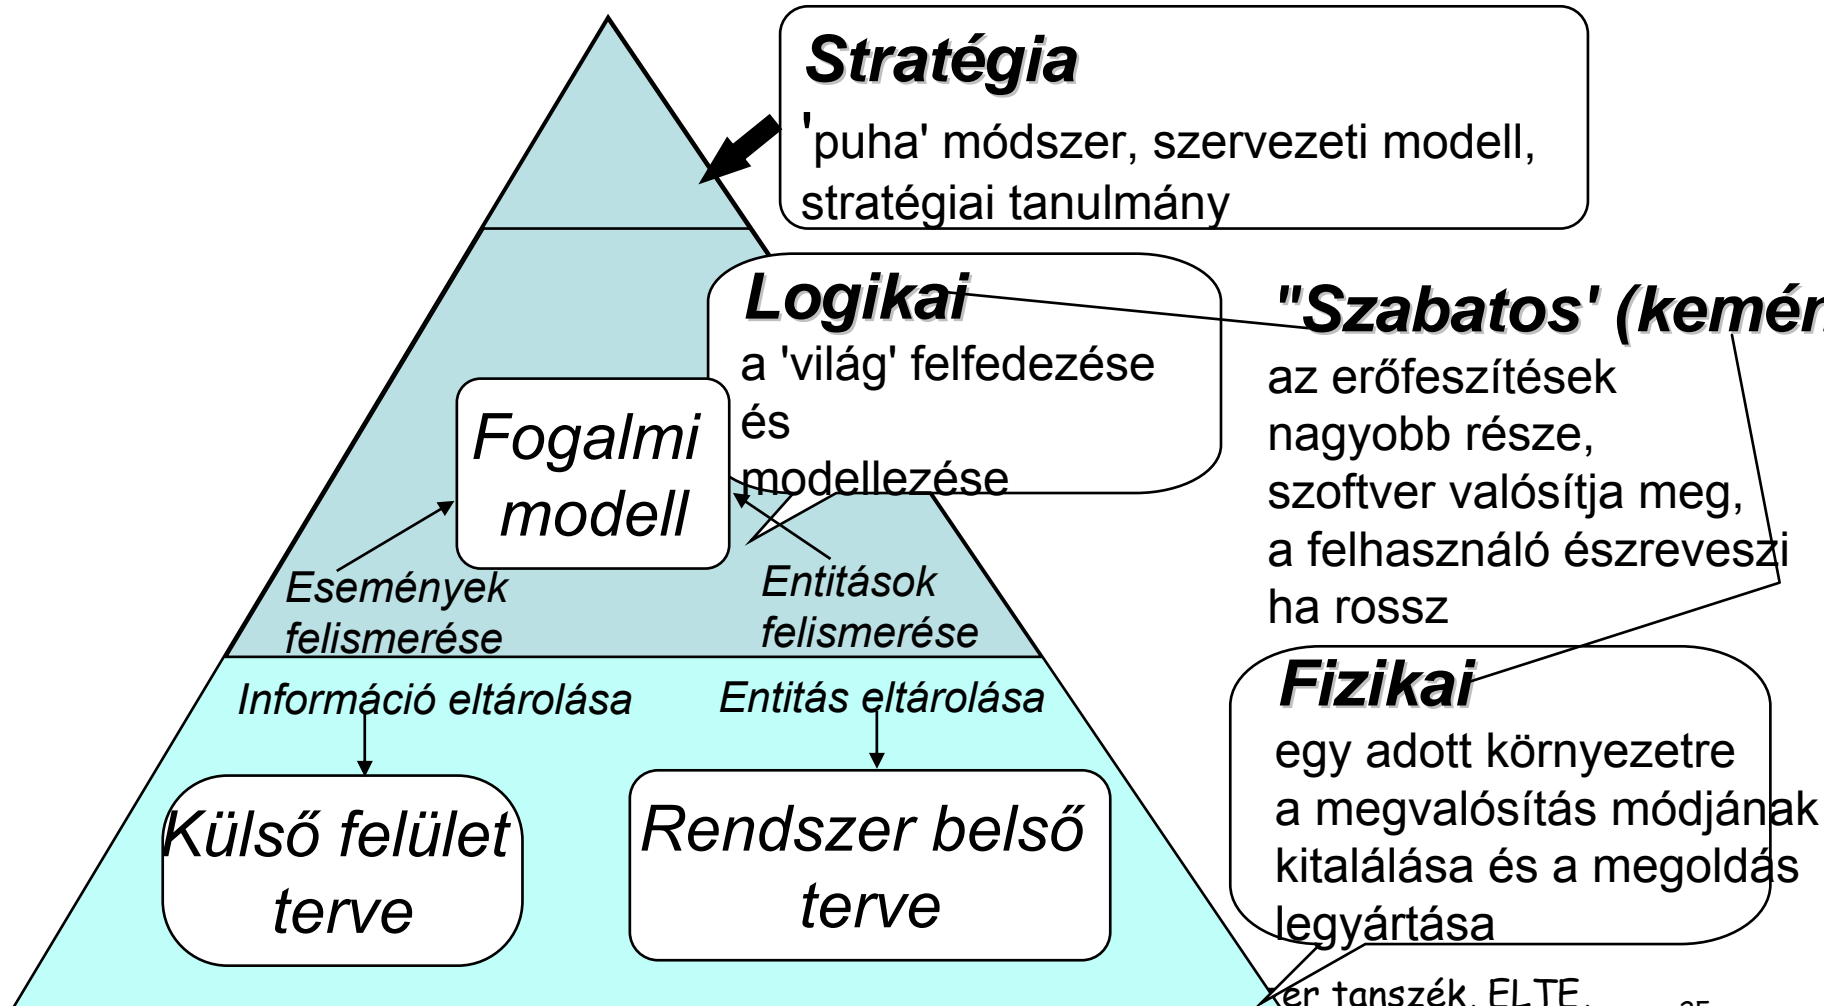 Stratégia
'puha' módszer, szervezeti modell,
stratégiai tanulmány
Logikai
a 'világ' felfedezése
és
modellezése
"Szabatos' (kemén
az erőfeszítések
nagyobb része,
szoftver valósítja meg,
a felhasználó észreveszi
ha rossz
Fogalmi
modell
Események
felismerése
Entitások
felismerése
Információ eltárolása
Entitás eltárolása
Külső felület
terve
Rendszer belső
terve
Fizikai
egy adott környezetre
a megvalósítás módjának
kitalálása és a megoldás
legyártása
er tanszék, ELTE,